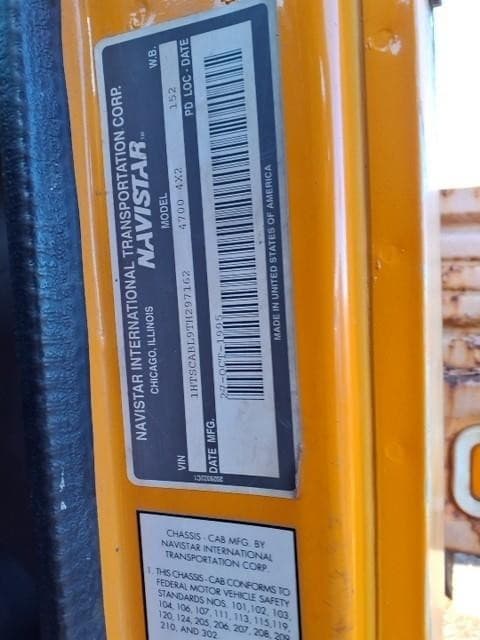 NAVISTAR INTERNATIONAL TRANSPORTATION CORP.
CHICAGO, ILLINOIS
NAVISTAR™
VIN MODEL W.B.
1HTSCABL9TH297162 4700 4X2 152
DATE MFG. PD LOC - DATE
27-OCT-1995
MADE IN UNITED STATES OF AMERICA
CHASSIS - CAB MFG. BY
NAVISTAR INTERNATIONAL
TRANSPORTATION CORP.
1. THIS CHASSIS-CAB CONFORMS TO
FEDERAL MOTOR VEHICLE SAFETY
STANDARDS NOS. 101, 102, 103,
104, 106, 107, 111, 113, 115, 119,
120, 124, 205, 206, 207, 208, 209,
210, AND 302.